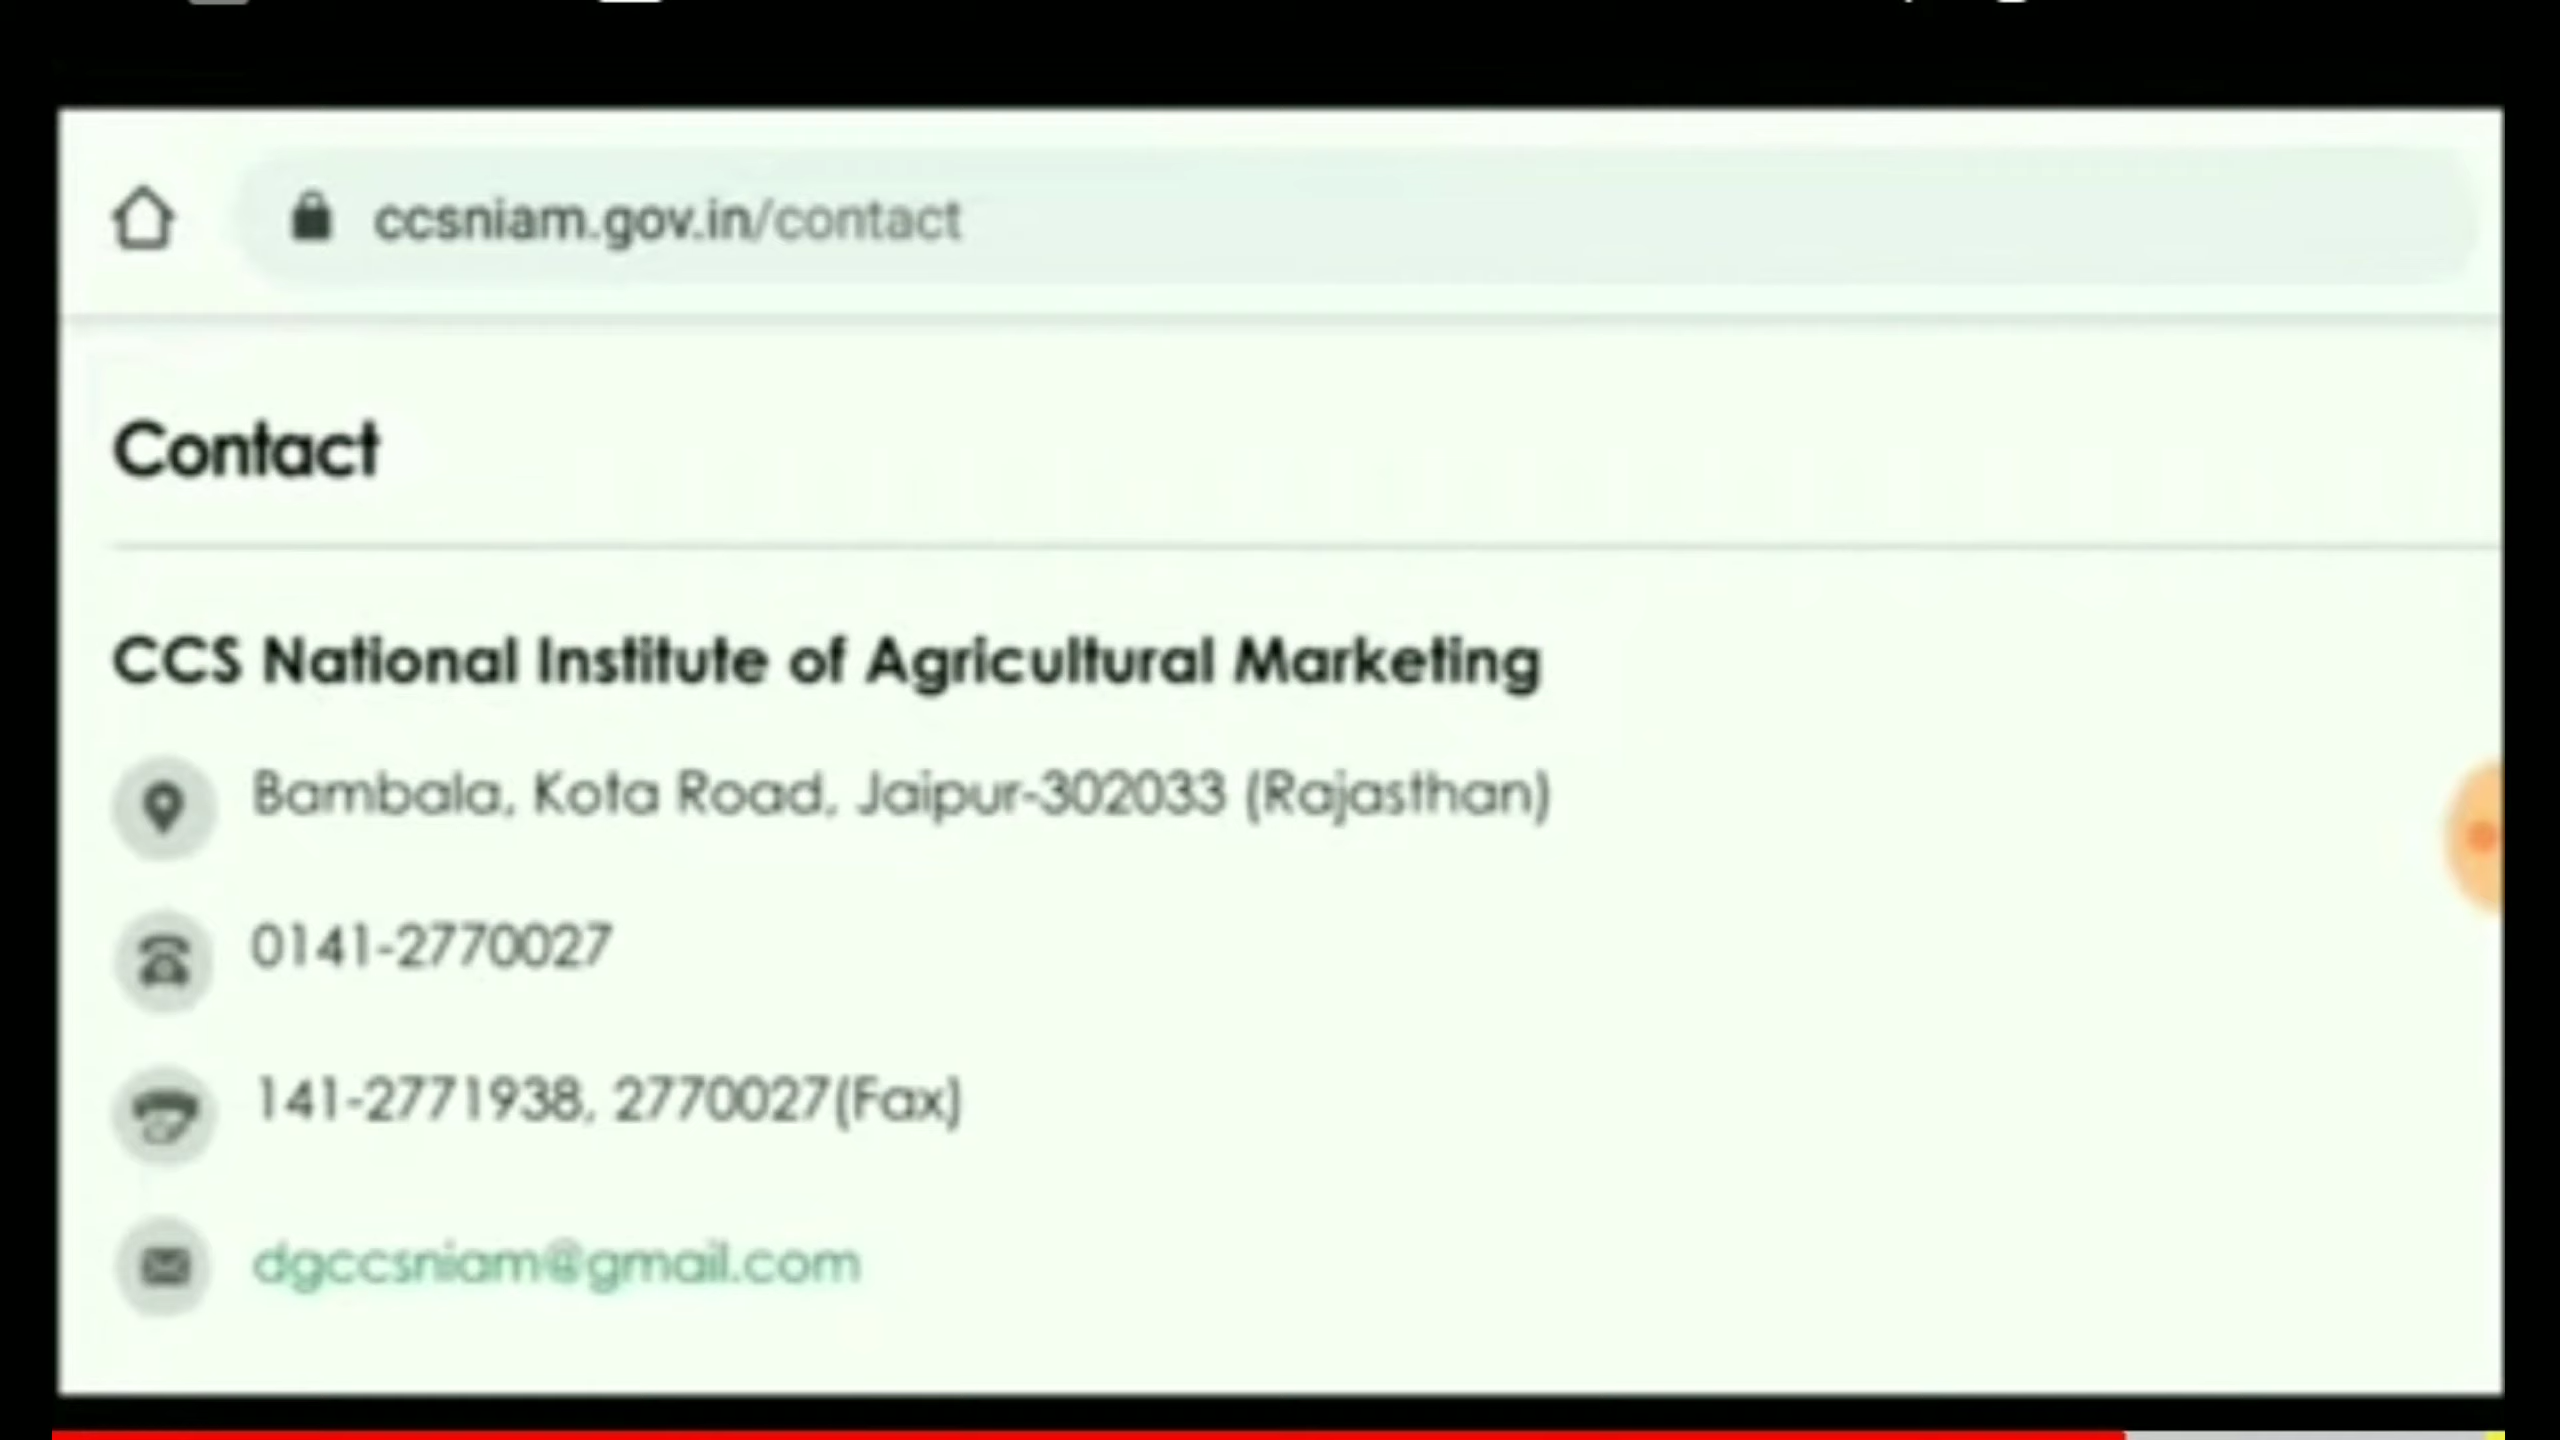 ccsniam.gov.in/contact
Contact
CCS National Institute of Agricultural Marketing
Bambala, Kota Road, Jaipur-302033 (Rajasthan)
0141-2770027
141-2771938, 2770027(Fax)
dgccsniam@gmail.com